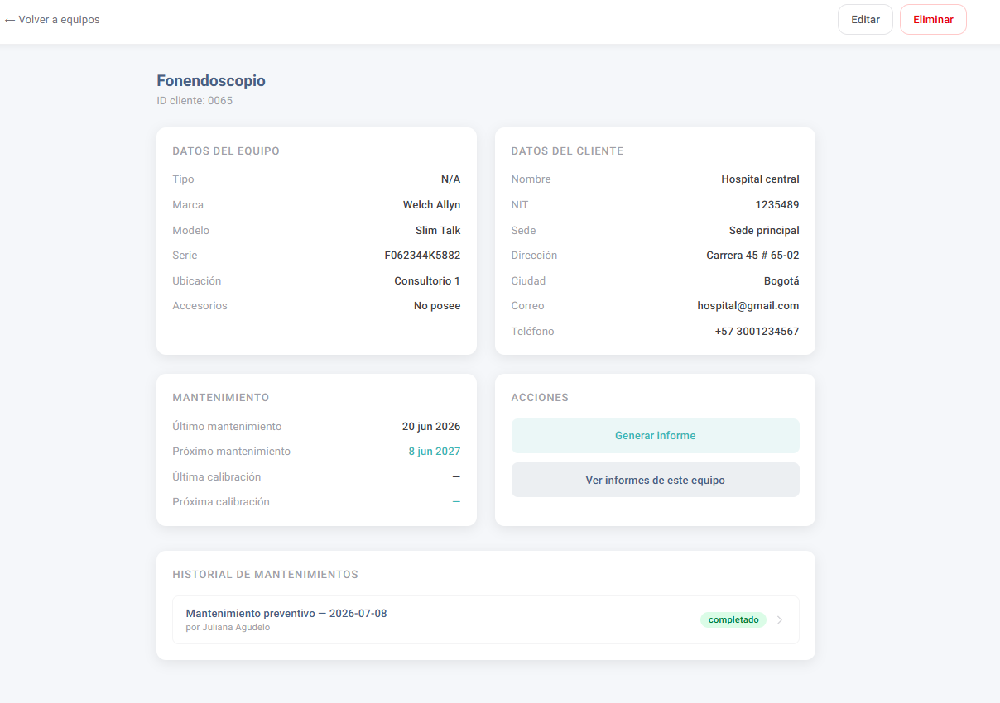 ← Volver a equipos
Editar
Eliminar
Fonendoscopio
ID cliente: 0065
DATOS DEL EQUIPO
Tipo N/A
Marca Welch Allyn
Modelo Slim Talk
Serie F062344K5882
Ubicación Consultorio 1
Accesorios No posee
DATOS DEL CLIENTE
Nombre Hospital central
NIT 1235489
Sede Sede principal
Dirección Carrera 45 # 65-02
Ciudad Bogotá
Correo hospital@gmail.com
Teléfono +57 3001234567
MANTENIMIENTO
Último mantenimiento 20 jun 2026
Próximo mantenimiento 8 jun 2027
Última calibración —
Próxima calibración —
ACCIONES
Generar informe
Ver informes de este equipo
HISTORIAL DE MANTENIMIENTOS
Mantenimiento preventivo — 2026-07-08
por Juliana Agudelo
completado